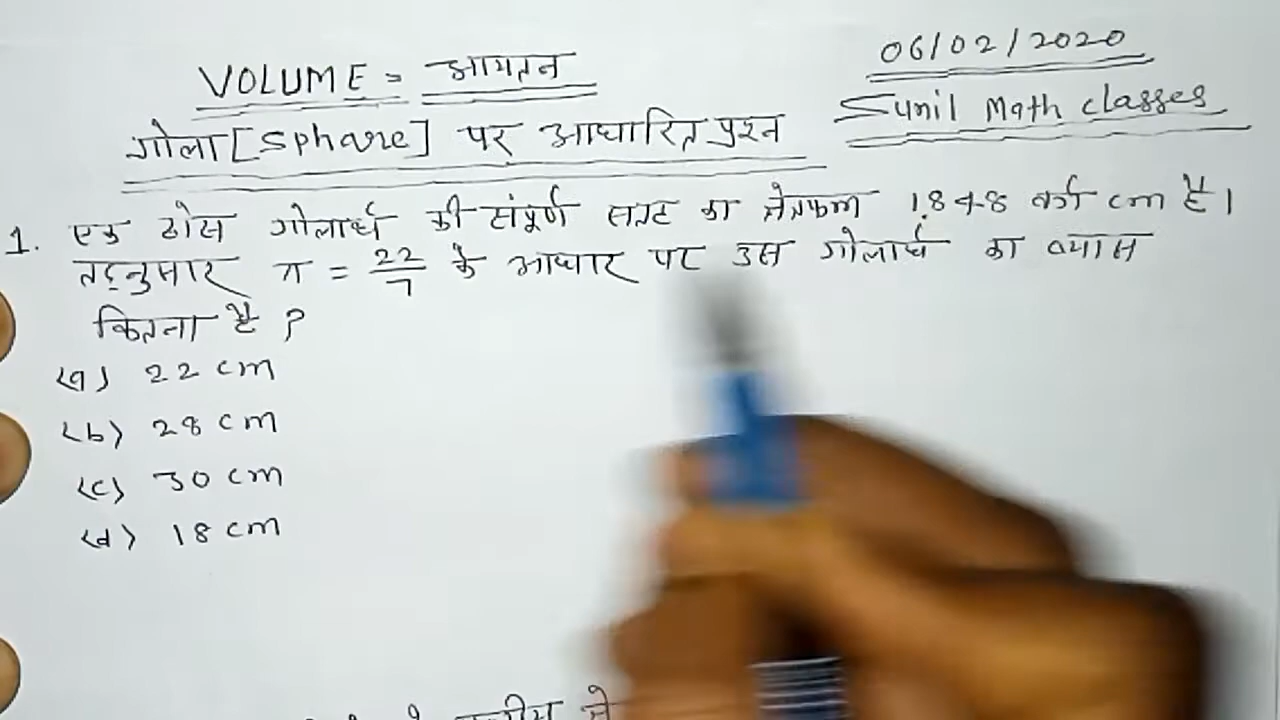 VOLUME = आयतन
06/02/2020
Sunil Math classes
गोला [Sphare] पर आधारित प्रश्न
1. एक ठोस गोलार्ध की संपूर्ण सतह का क्षेत्रफल 1848 वर्ग cm है।
तद्नुसार π = 22/7 के आधार पर उस गोलार्ध का व्यास
कितना है ?
(a) 22 cm
(b) 28 cm
(c) 30 cm
(d) 18 cm